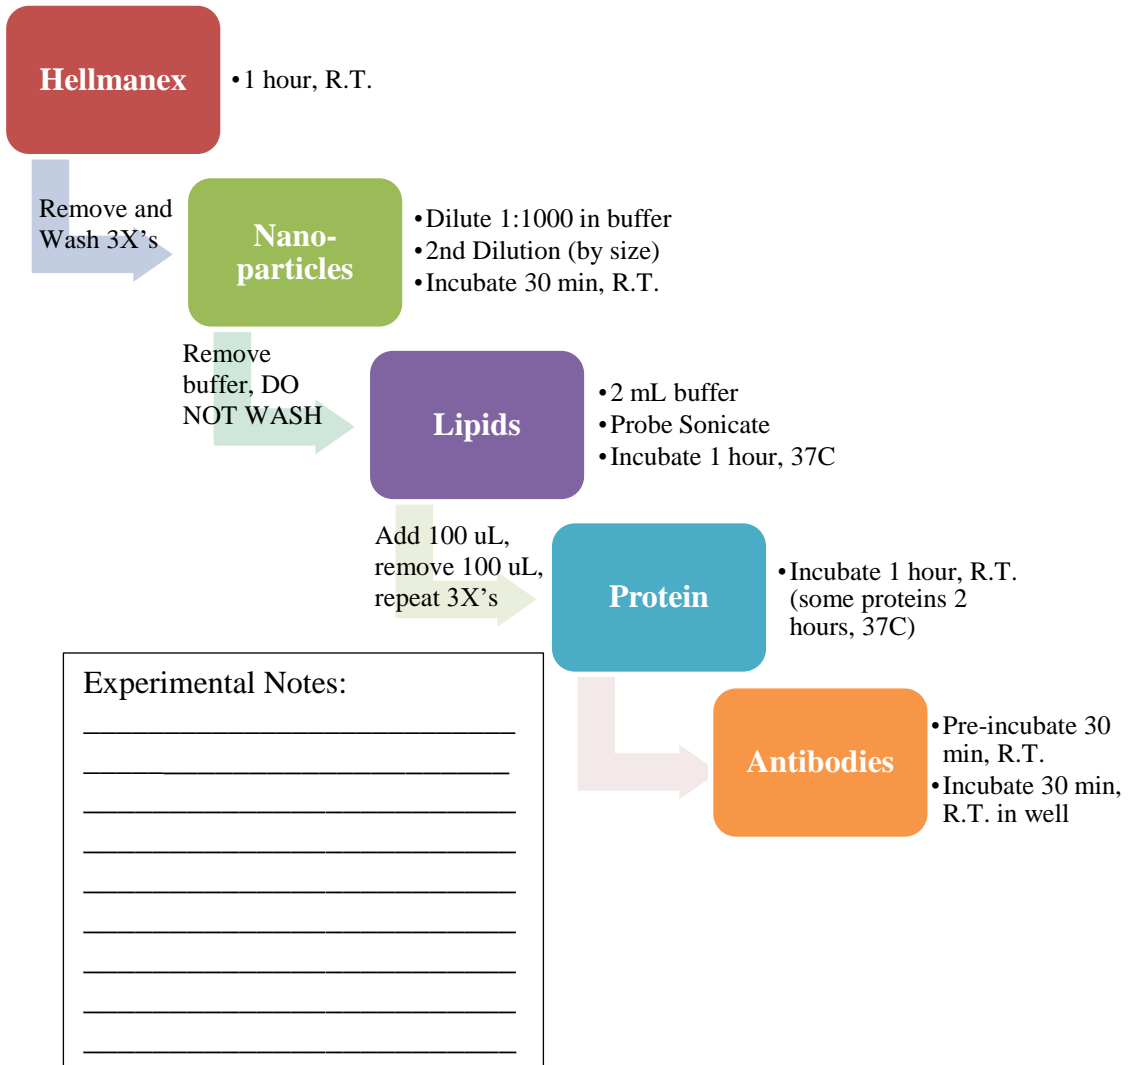 Hellmanex
•1 hour, R.T.
Remove and
Wash 3X’s
Nano-
particles
•Dilute 1:1000 in buffer
•2nd Dilution (by size)
•Incubate 30 min, R.T.
Remove
buffer, DO
NOT WASH
Lipids
•2 mL buffer
•Probe Sonicate
•Incubate 1 hour, 37C
Add 100 uL,
remove 100 uL,
repeat 3X’s
Protein
•Incubate 1 hour, R.T.
(some proteins 2
hours, 37C)
Antibodies
•Pre-incubate 30
min, R.T.
•Incubate 30 min,
R.T. in well
Experimental Notes: